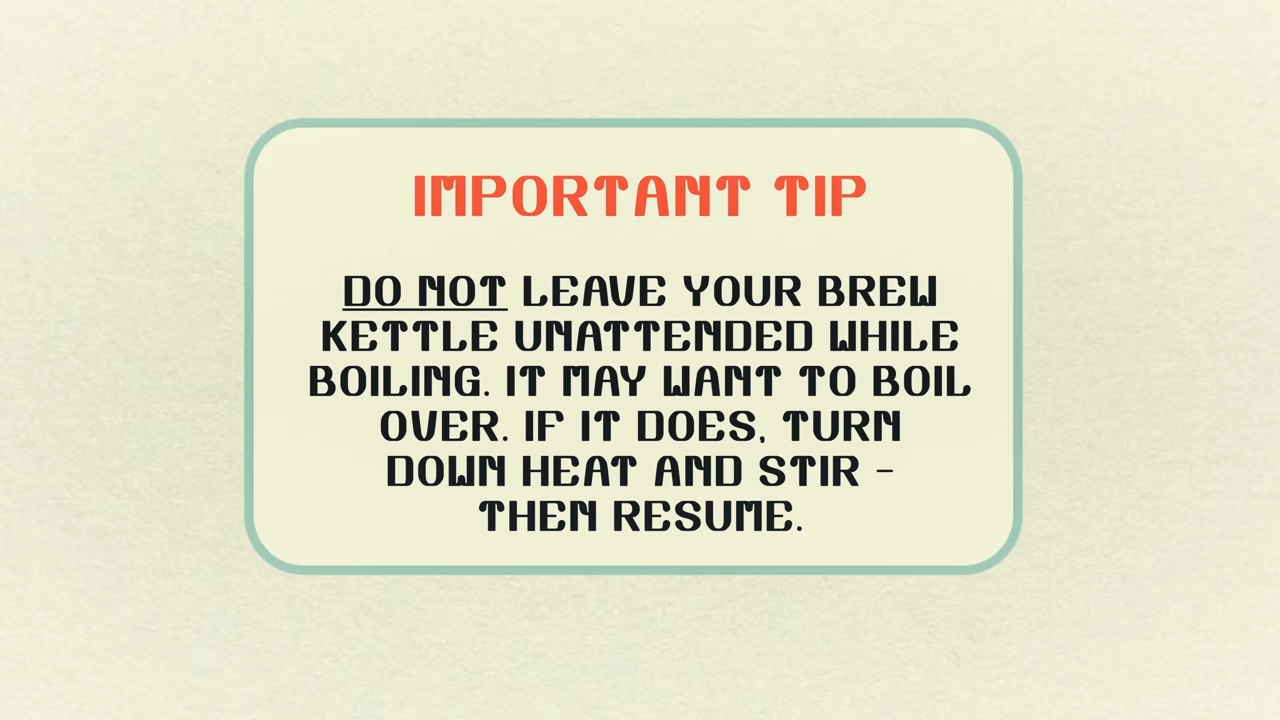 IMPORTANT TIP
DO NOT LEAVE YOUR BREW
KETTLE UNATTENDED WHILE
BOILING. IT MAY WANT TO BOIL
OVER. IF IT DOES, TURN
DOWN HEAT AND STIR -
THEN RESUME.